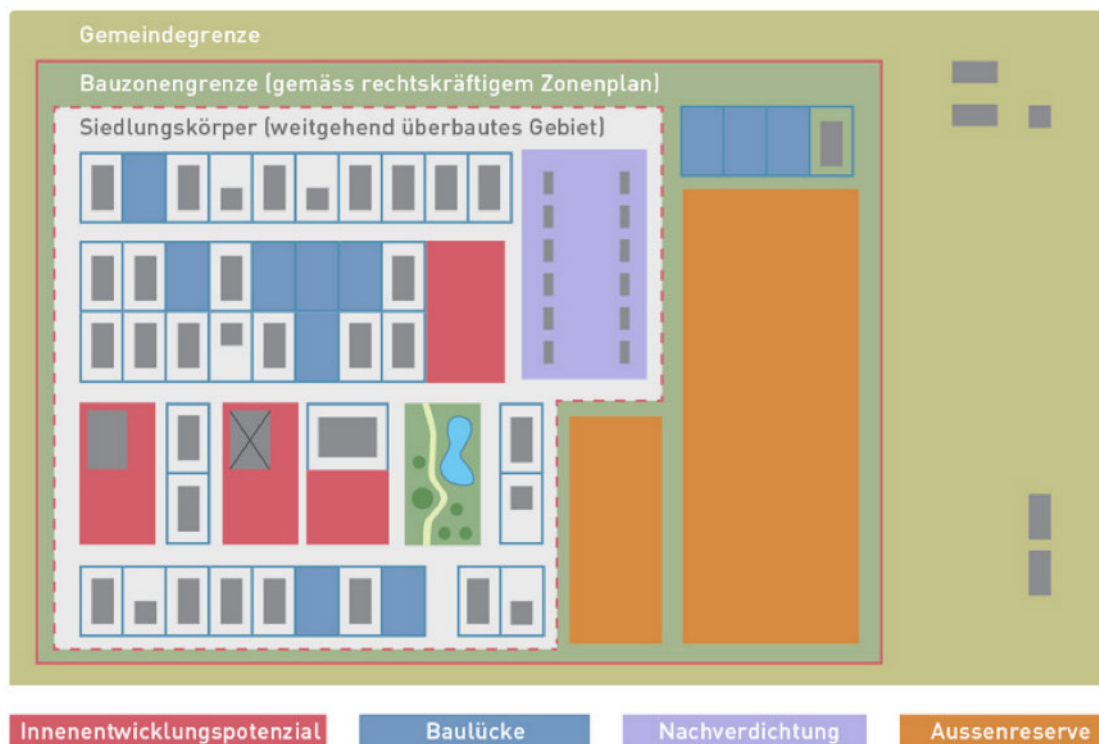 Gemeindegrenze
Bauzonengrenze (gemäss rechtskräftigem Zonenplan)
Siedlungskörper (weitgehend überbautes Gebiet)
Innenentwicklungspotenzial
Baulücke
Nachverdichtung
Aussenreserve